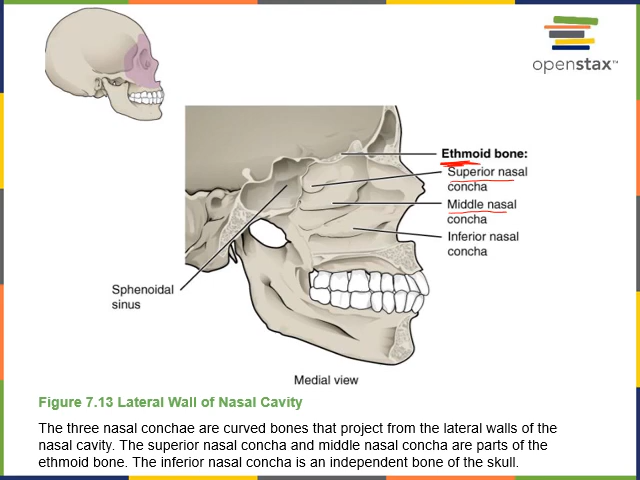 openstax™
Ethmoid bone:
Superior nasal
concha
Middle nasal
concha
Inferior nasal
concha
Sphenoidal
sinus
Medial view
Figure 7.13 Lateral Wall of Nasal Cavity
The three nasal conchae are curved bones that project from the lateral walls of the
nasal cavity. The superior nasal concha and middle nasal concha are parts of the
ethmoid bone. The inferior nasal concha is an independent bone of the skull.